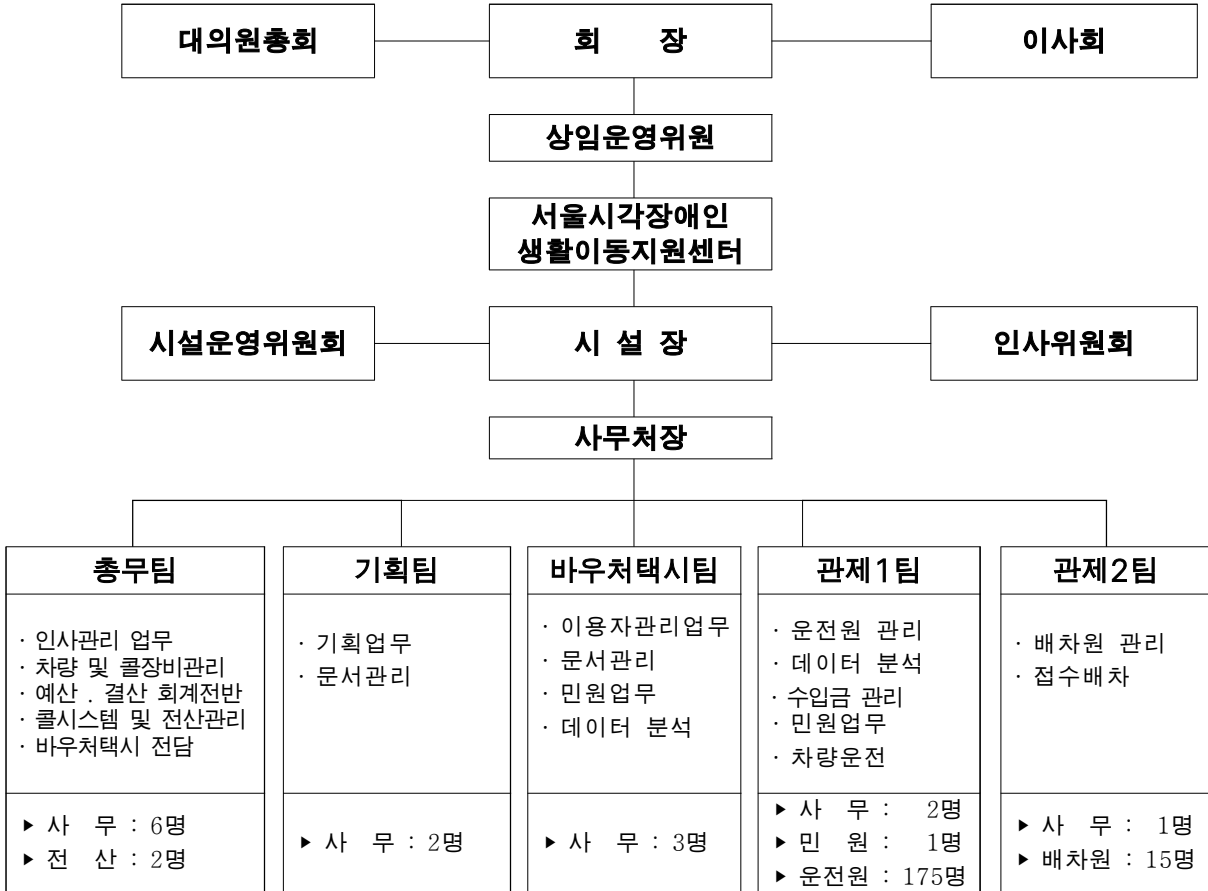 대의원총회
회 장
이사회
상임운영위원
서울시각장애인
생활이동지원센터
시설운영위원회
시 설 장
인사위원회
사무처장
총무팀
· 인사관리 업무
· 차량 및 콜장비관리
· 예산 . 결산 회계전반
· 콜시스템 및 전산관리
· 바우처택시 전담
▶ 사 무 : 6명
▶ 전 산 : 2명
기획팀
· 기획업무
· 문서관리
▶ 사 무 : 2명
바우처택시팀
· 이용자관리업무
· 문서관리
· 민원업무
· 데이터 분석
▶ 사 무 : 3명
관제1팀
· 운전원 관리
· 데이터 분석
· 수입금 관리
· 민원업무
· 차량운전
▶ 사 무 : 2명
▶ 민 원 : 1명
▶ 운전원 : 175명
관제2팀
· 배차원 관리
· 접수배차
▶ 사 무 : 1명
▶ 배차원 : 15명